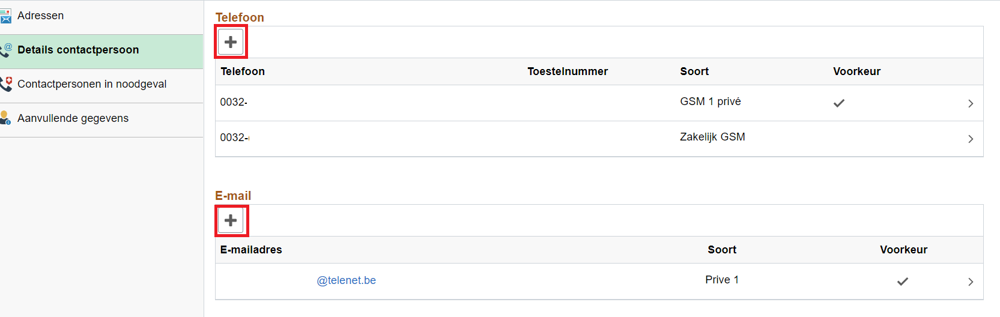 Adressen
Details contactpersoon
Contactpersonen in noodgeval
Aanvullende gegevens
Telefoon
Telefoon Toestelnummer Soort Voorkeur
0032- GSM 1 privé
0032- Zakelijk GSM
E-mail
E-mailadres Soort Voorkeur
@telenet.be Prive 1